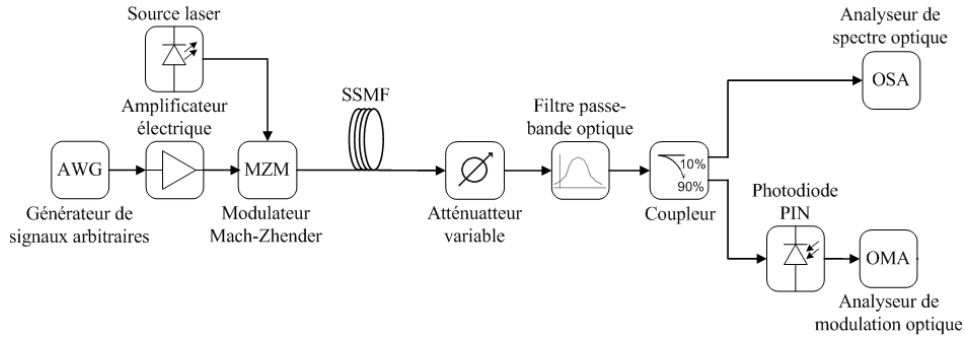 Source laser
Amplificateur
électrique
AWG
Générateur de
signaux arbitraires
MZM
Modulateur
Mach-Zhender
SSMF
Atténuatteur
variable
Filtre passe-
bande optique
10%
90%
Coupleur
Analyseur de
spectre optique
OSA
Photodiode
PIN
OMA
Analyseur de
modulation optique